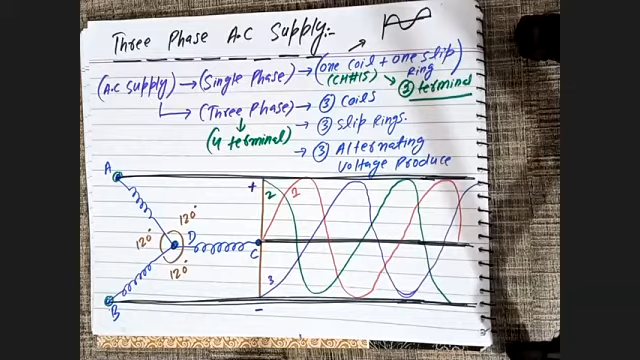 Three Phase A.C Supply:-
(A.C supply) → (Single Phase) → (one coil + one slip Ring)
(CH#15) → ② terminal
→ (Three Phase) → ③ Coils
(4 terminal) → ③ Slip Rings.
→ ③ Alternating
Voltage Produce
A
+ 2 1
120°
120° D
C
120°
3
B
-